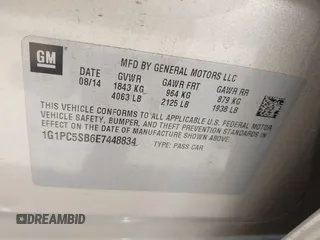 GM
MFD BY GENERAL MOTORS LLC
DATE GVWR GAWR FRT GAWR RR
08/14 1843 KG 964 KG 879 KG
4063 LB 2125 LB 1938 LB
THIS VEHICLE CONFORMS TO ALL APPLICABLE U.S. FEDERAL MOTOR
VEHICLE SAFETY, BUMPER, AND THEFT PREVENTION STANDARDS
IN EFFECT ON THE DATE OF MANUFACTURE SHOWN ABOVE.
1G1PC5SB6E7448834 TYPE: PASS CAR
DREAMBID